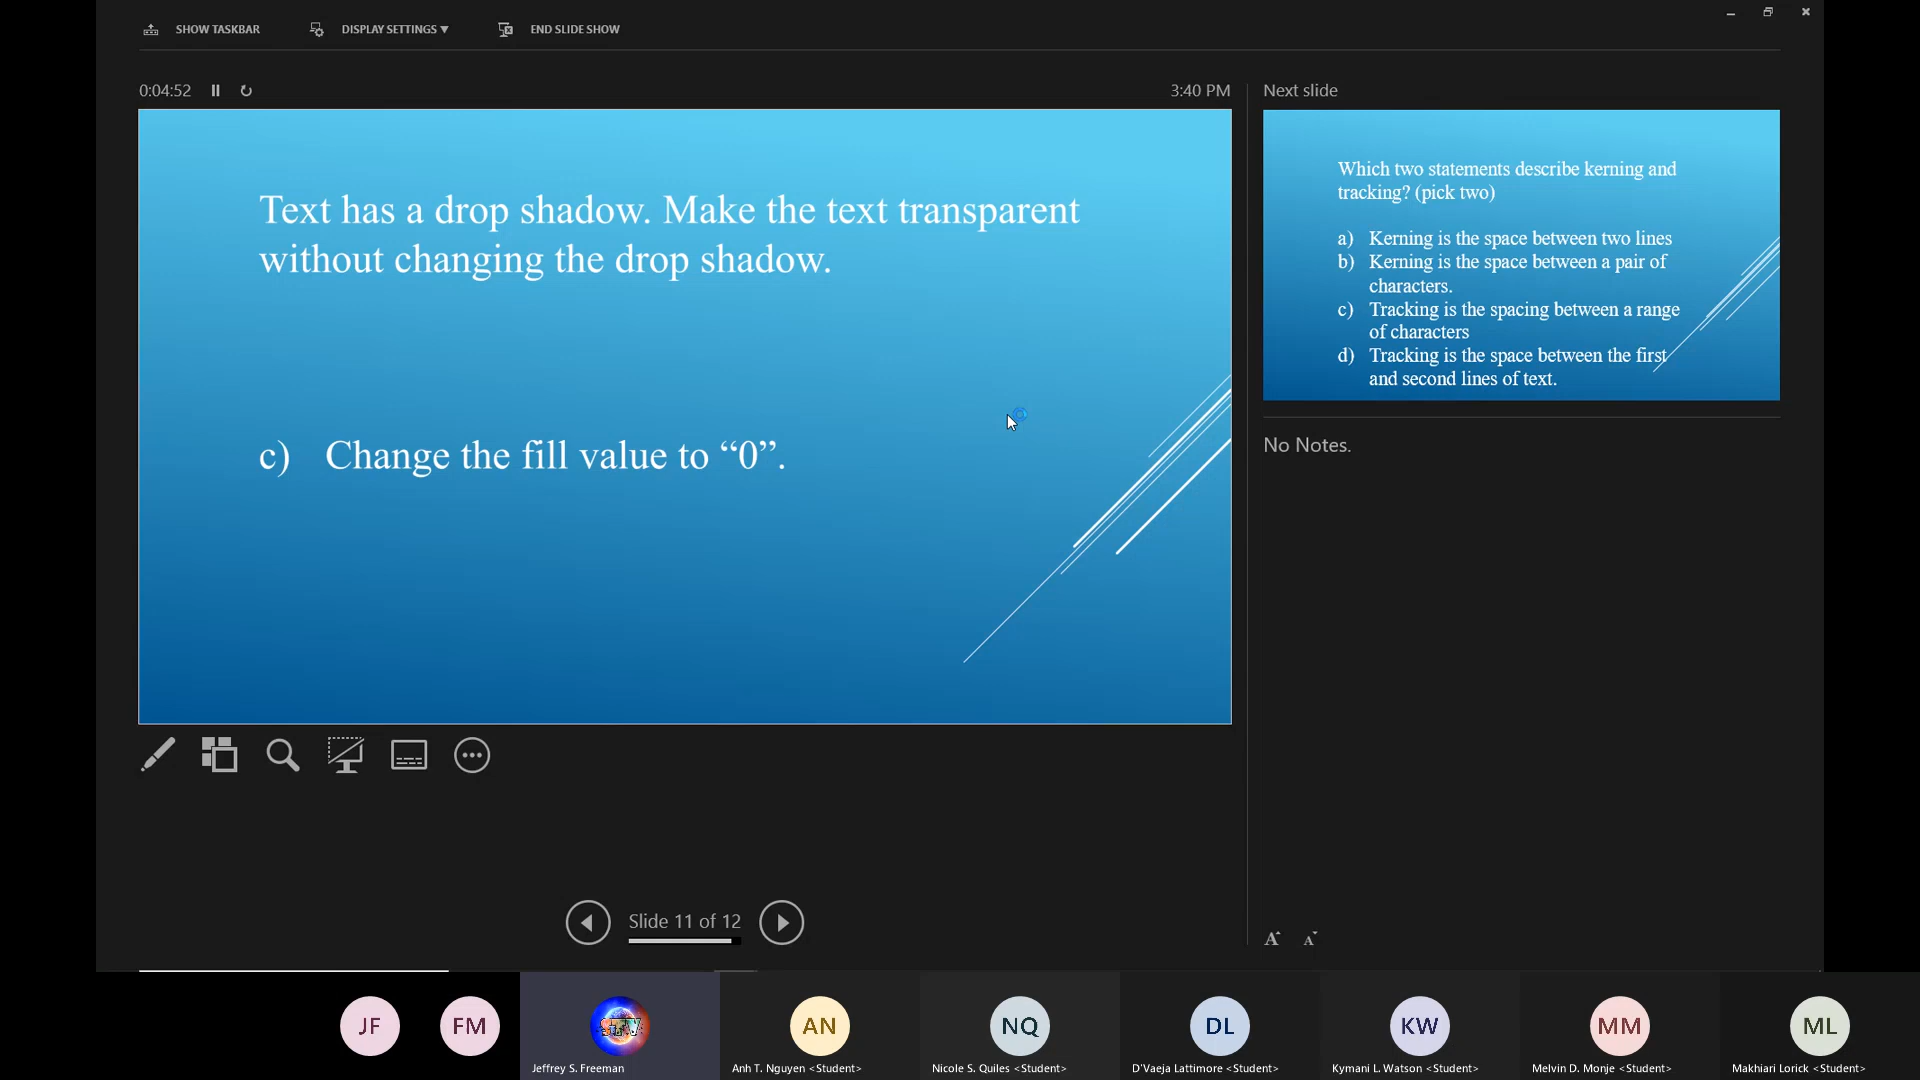 SHOW TASKBAR
DISPLAY SETTINGS ▾
END SLIDE SHOW
0:04:52
3:40 PM
Text has a drop shadow. Make the text transparent
without changing the drop shadow.
c) Change the fill value to “0”.
Slide 11 of 12
Next slide
Which two statements describe kerning and
tracking? (pick two)
a) Kerning is the space between two lines
b) Kerning is the space between a pair of
characters.
c) Tracking is the spacing between a range
of characters
d) Tracking is the space between the first
and second lines of text.
No Notes.
A A
JF
FM
Jeffrey S. Freeman
AN
Anh T. Nguyen <Student>
NQ
Nicole S. Quiles <Student>
DL
D'Vaeja Lattimore <Student>
KW
Kymani L. Watson <Student>
MM
Melvin D. Monje <Student>
ML
Makhiari Lorick <Student>